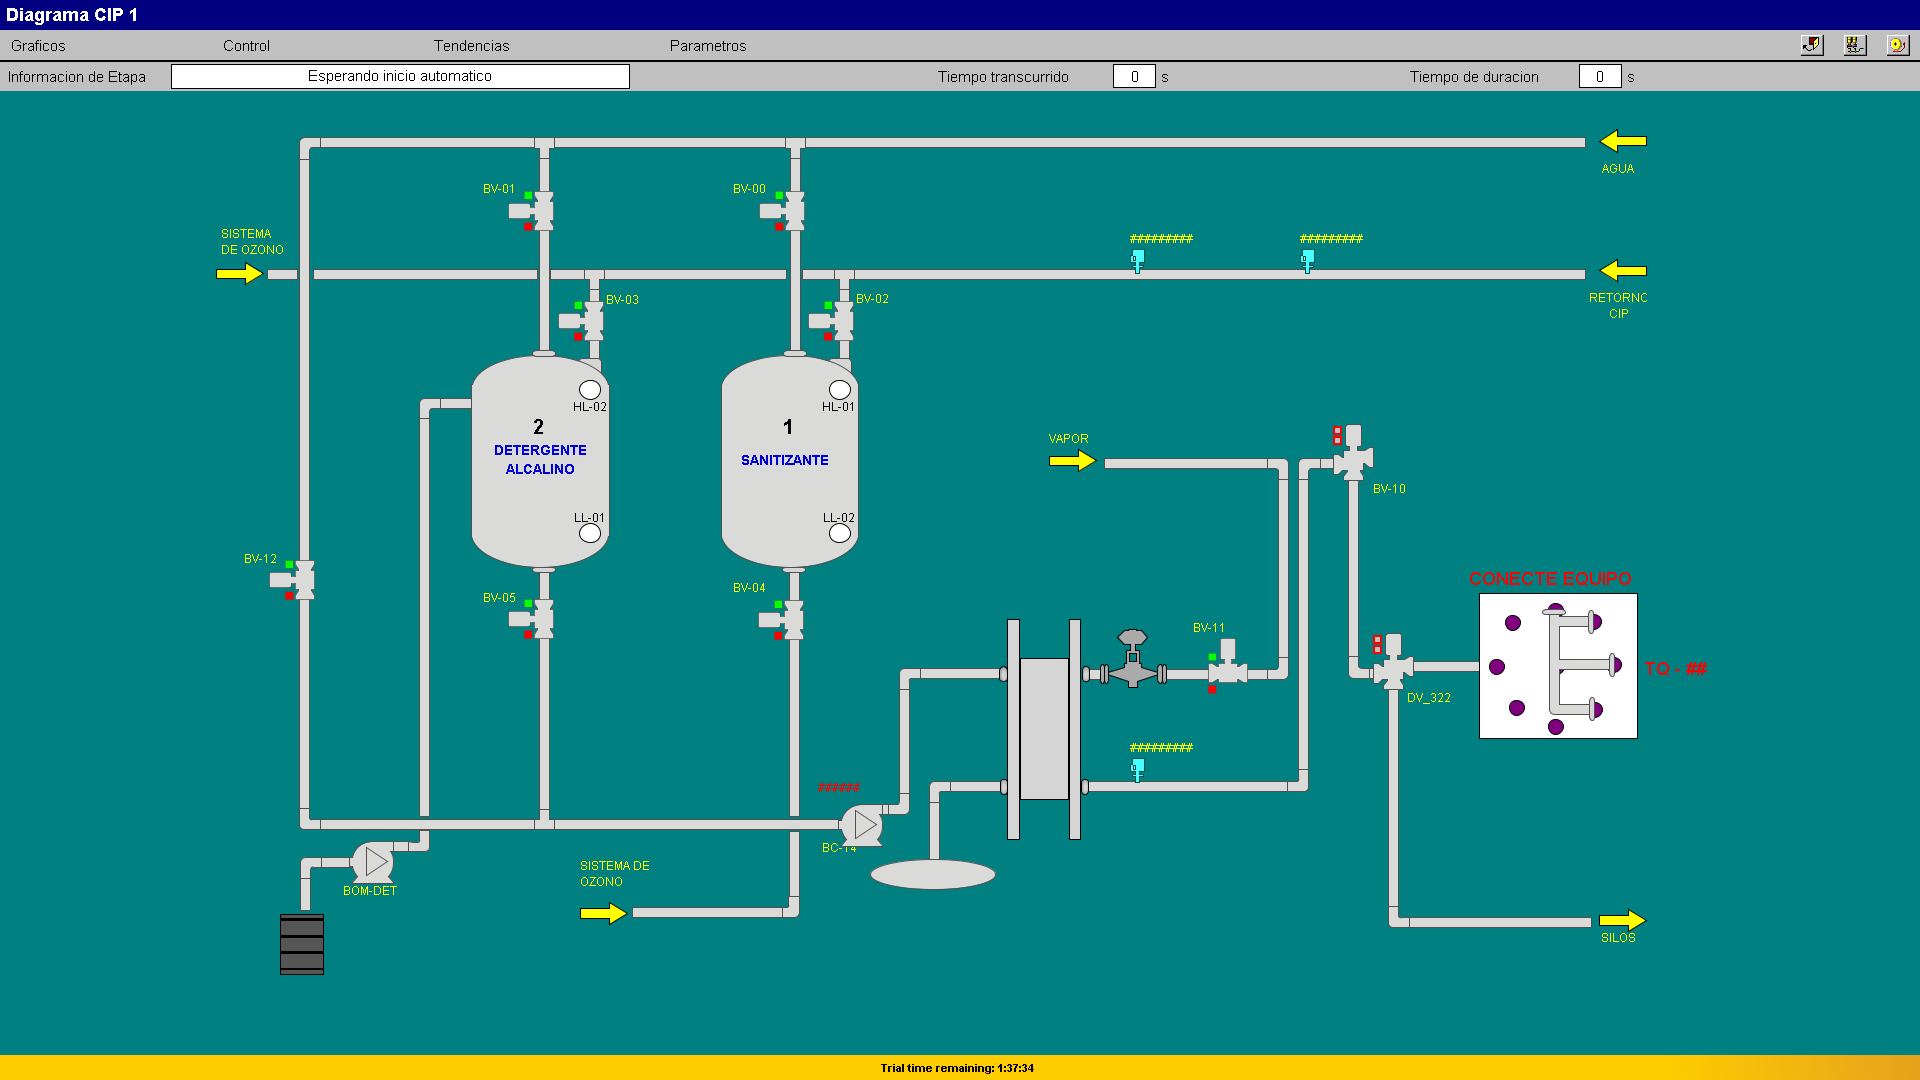 Diagrama CIP 1
Graficos
Control
Tendencias
Parametros
Informacion de Etapa
Esperando inicio automatico
Tiempo transcurrido
0
s
Tiempo de duracion
0
s
AGUA
BV-01
BV-00
SISTEMA
DE OZONO
#########
#########
BV-03
BV-02
RETORNC
CIP
HL-02
HL-01
2
DETERGENTE
ALCALINO
1
SANITIZANTE
VAPOR
BV-10
LL-01
LL-02
BV-12
BV-05
BV-04
CONECTE EQUIPO
BV-11
TQ - ##
DV_322
#########
######
BC-14
SISTEMA DE
OZONO
BOM-DET
SILOS
Trial time remaining: 1:37:34